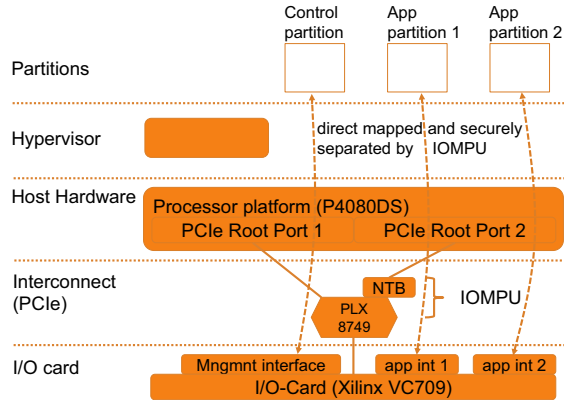 Control partition
App partition 1
App partition 2
Partitions
Hypervisor
direct mapped and securely
separated by IOMPU
Host Hardware
Processor platform (P4080DS)
PCIe Root Port 1
PCIe Root Port 2
Interconnect
(PCIe)
NTB
IOMPU
PLX
8749
I/O card
Mngmnt interface
app int 1
app int 2
I/O-Card (Xilinx VC709)